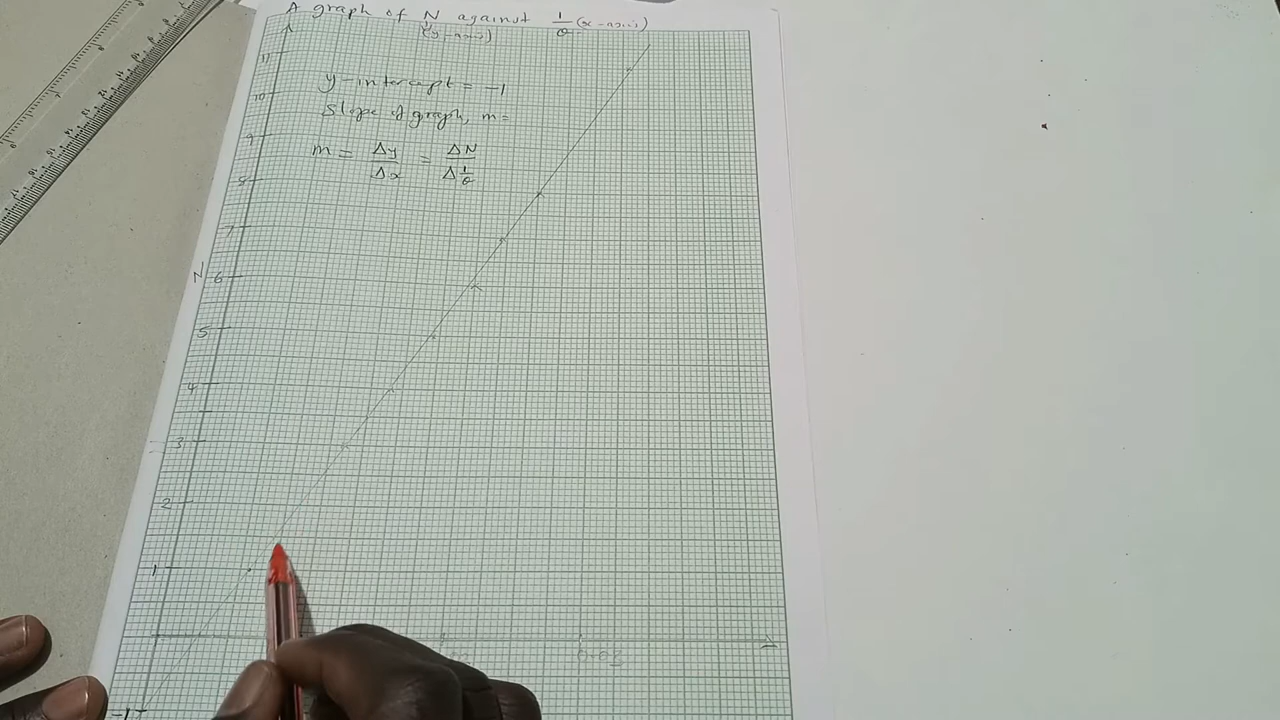 A graph of N against 1/θ (x-axis)
(y-axis)
y-intercept = -1
Slope of graph, m =
m = Δy/Δx = ΔN/Δ1/θ
11
10
9
8
7
N 6
5
4
3
2
1
0.03
-1